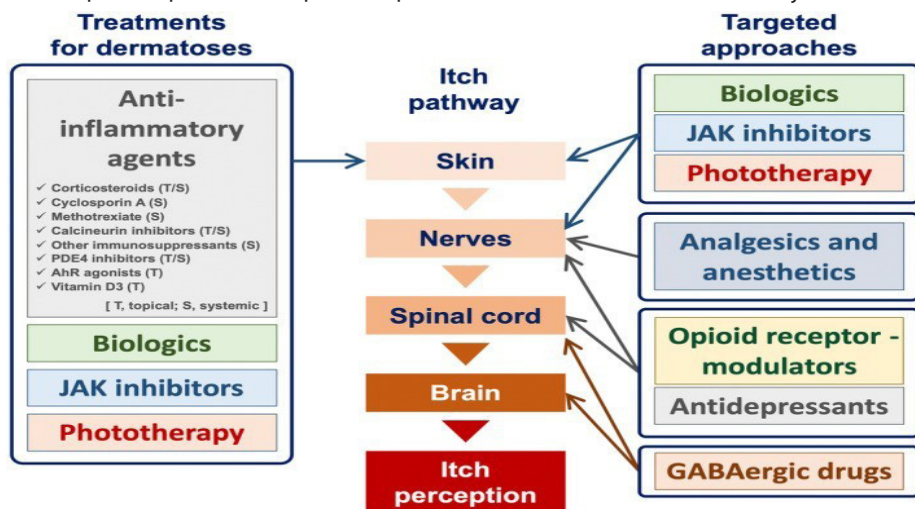 Treatments
for dermatoses
Anti-
inflammatory
agents
✓ Corticosteroids (T/S)
✓ Cyclosporin A (S)
✓ Methotrexiate (S)
✓ Calcineurin inhibitors (T/S)
✓ Other immunosuppressants (S)
✓ PDE4 inhibitors (T/S)
✓ AhR agonists (T)
✓ Vitamin D3 (T)
[ T, topical; S, systemic ]
Biologics
JAK inhibitors
Phototherapy
Itch
pathway
Skin
Nerves
Spinal cord
Brain
Itch
perception
Targeted
approaches
Biologics
JAK inhibitors
Phototherapy
Analgesics and
anesthetics
Opioid receptor -
modulators
Antidepressants
GABAergic drugs